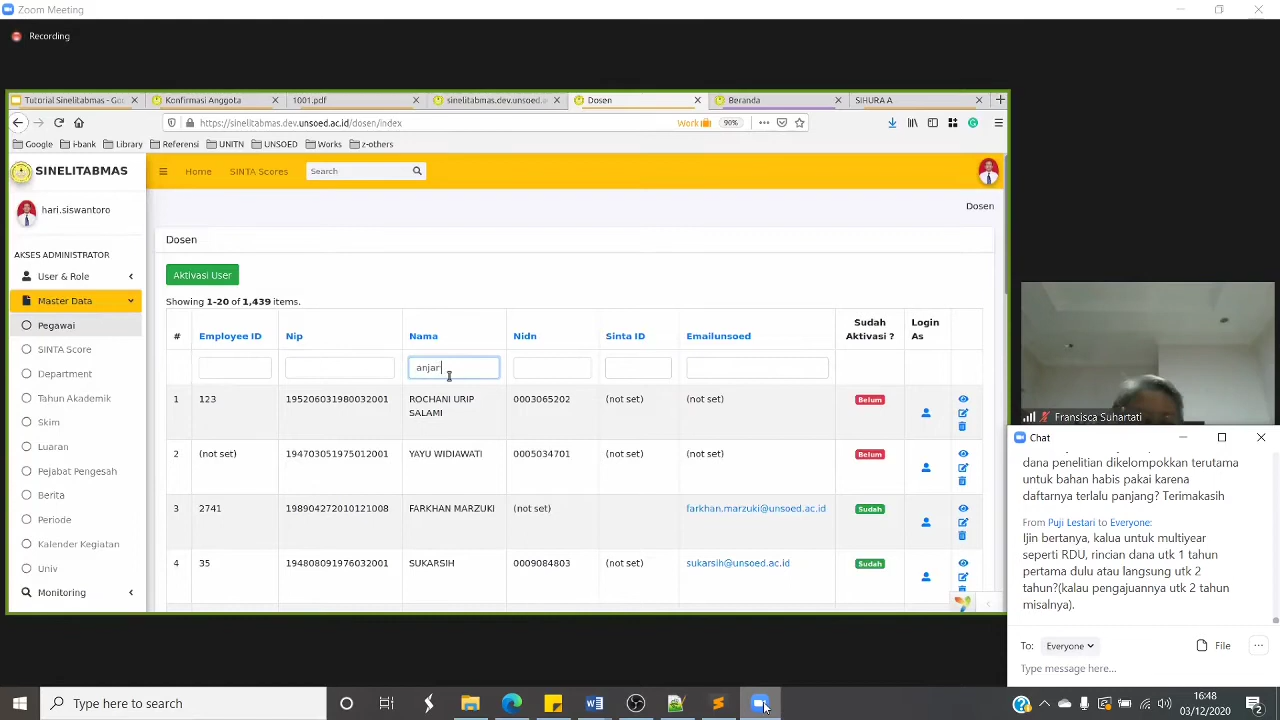 Zoom Meeting
Recording
Tutorial Sinelitabmas - Go
Konfirmasi Anggota
1001.pdf
sinelitabmas.dev.unsoed.a
Dosen
Beranda
SIHURA A
https://sinelitabmas.dev.unsoed.ac.id/dosen/index
Work
90%
Google
I-bank
Library
Referensi
UNITN
UNSOED
Works
z-others
SINELITABMAS
Home
SINTA Scores
Search
hari.siswantoro
Dosen
AKSES ADMINISTRATOR
User & Role
Master Data
Pegawai
SINTA Score
Department
Tahun Akademik
Skim
Luaran
Pejabat Pengesah
Berita
Periode
Kalender Kegiatan
Univ
Monitoring
Dosen
Aktivasi User
Showing 1-20 of 1,439 items.
# Employee ID Nip Nama Nidn Sinta ID Emailunsoed Sudah Aktivasi ? Login As
anjar
1 123 195206031980032001 ROCHANI URIP SALAMI 0003065202 (not set) (not set) Belum
2 (not set) 194703051975012001 YAYU WIDIAWATI 0005034701 (not set) (not set) Belum
3 2741 198904272010121008 FARKHAN MARZUKI (not set) farkhan.marzuki@unsoed.ac.id Sudah
4 35 194808091976032001 SUKARSIH 0009084803 (not set) sukarsih@unsoed.ac.id Sudah
Fransisca Suhartati
Chat
dana penelitian dikelompokkan terutama
untuk bahan habis pakai karena
daftarnya terlalu panjang? Terimakasih
From Puji Lestari to Everyone:
Ijin bertanya, kalua untuk multiyear
seperti RDU, rincian dana utk 1 tahun
pertama dulu atau langsung utk 2
tahun?(kalau pengajuannya utk 2 tahun
misalnya).
To: Everyone
File
Type message here...
Type here to search
16:48
03/12/2020
2